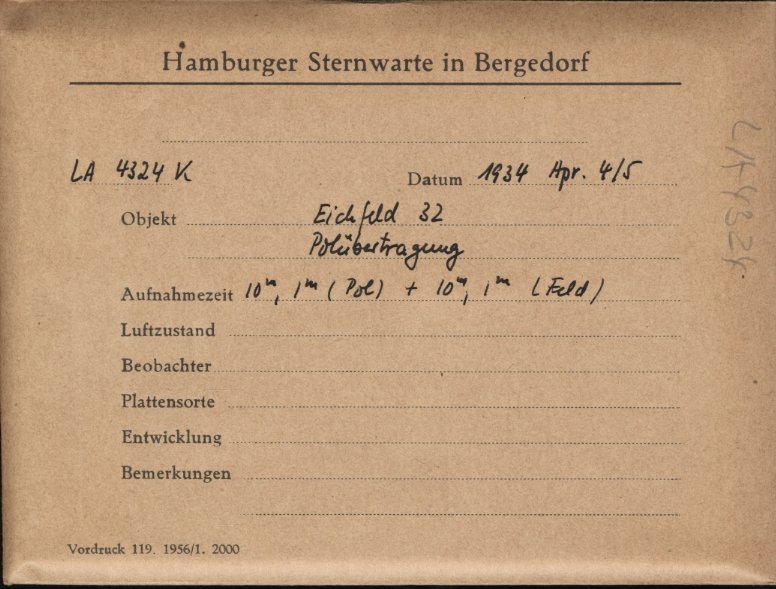 Hamburger Sternwarte in Bergedorf
LA 4324 K
Datum 1934 Apr. 4/5
Objekt Eichfeld 32
Polübertragung
Aufnahmezeit 10m, 1m (Pol) + 10m, 1m (Feld)
Luftzustand
Beobachter
Plattensorte
Entwicklung
Bemerkungen
Vordruck 119. 1956/1. 2000
LA 4324